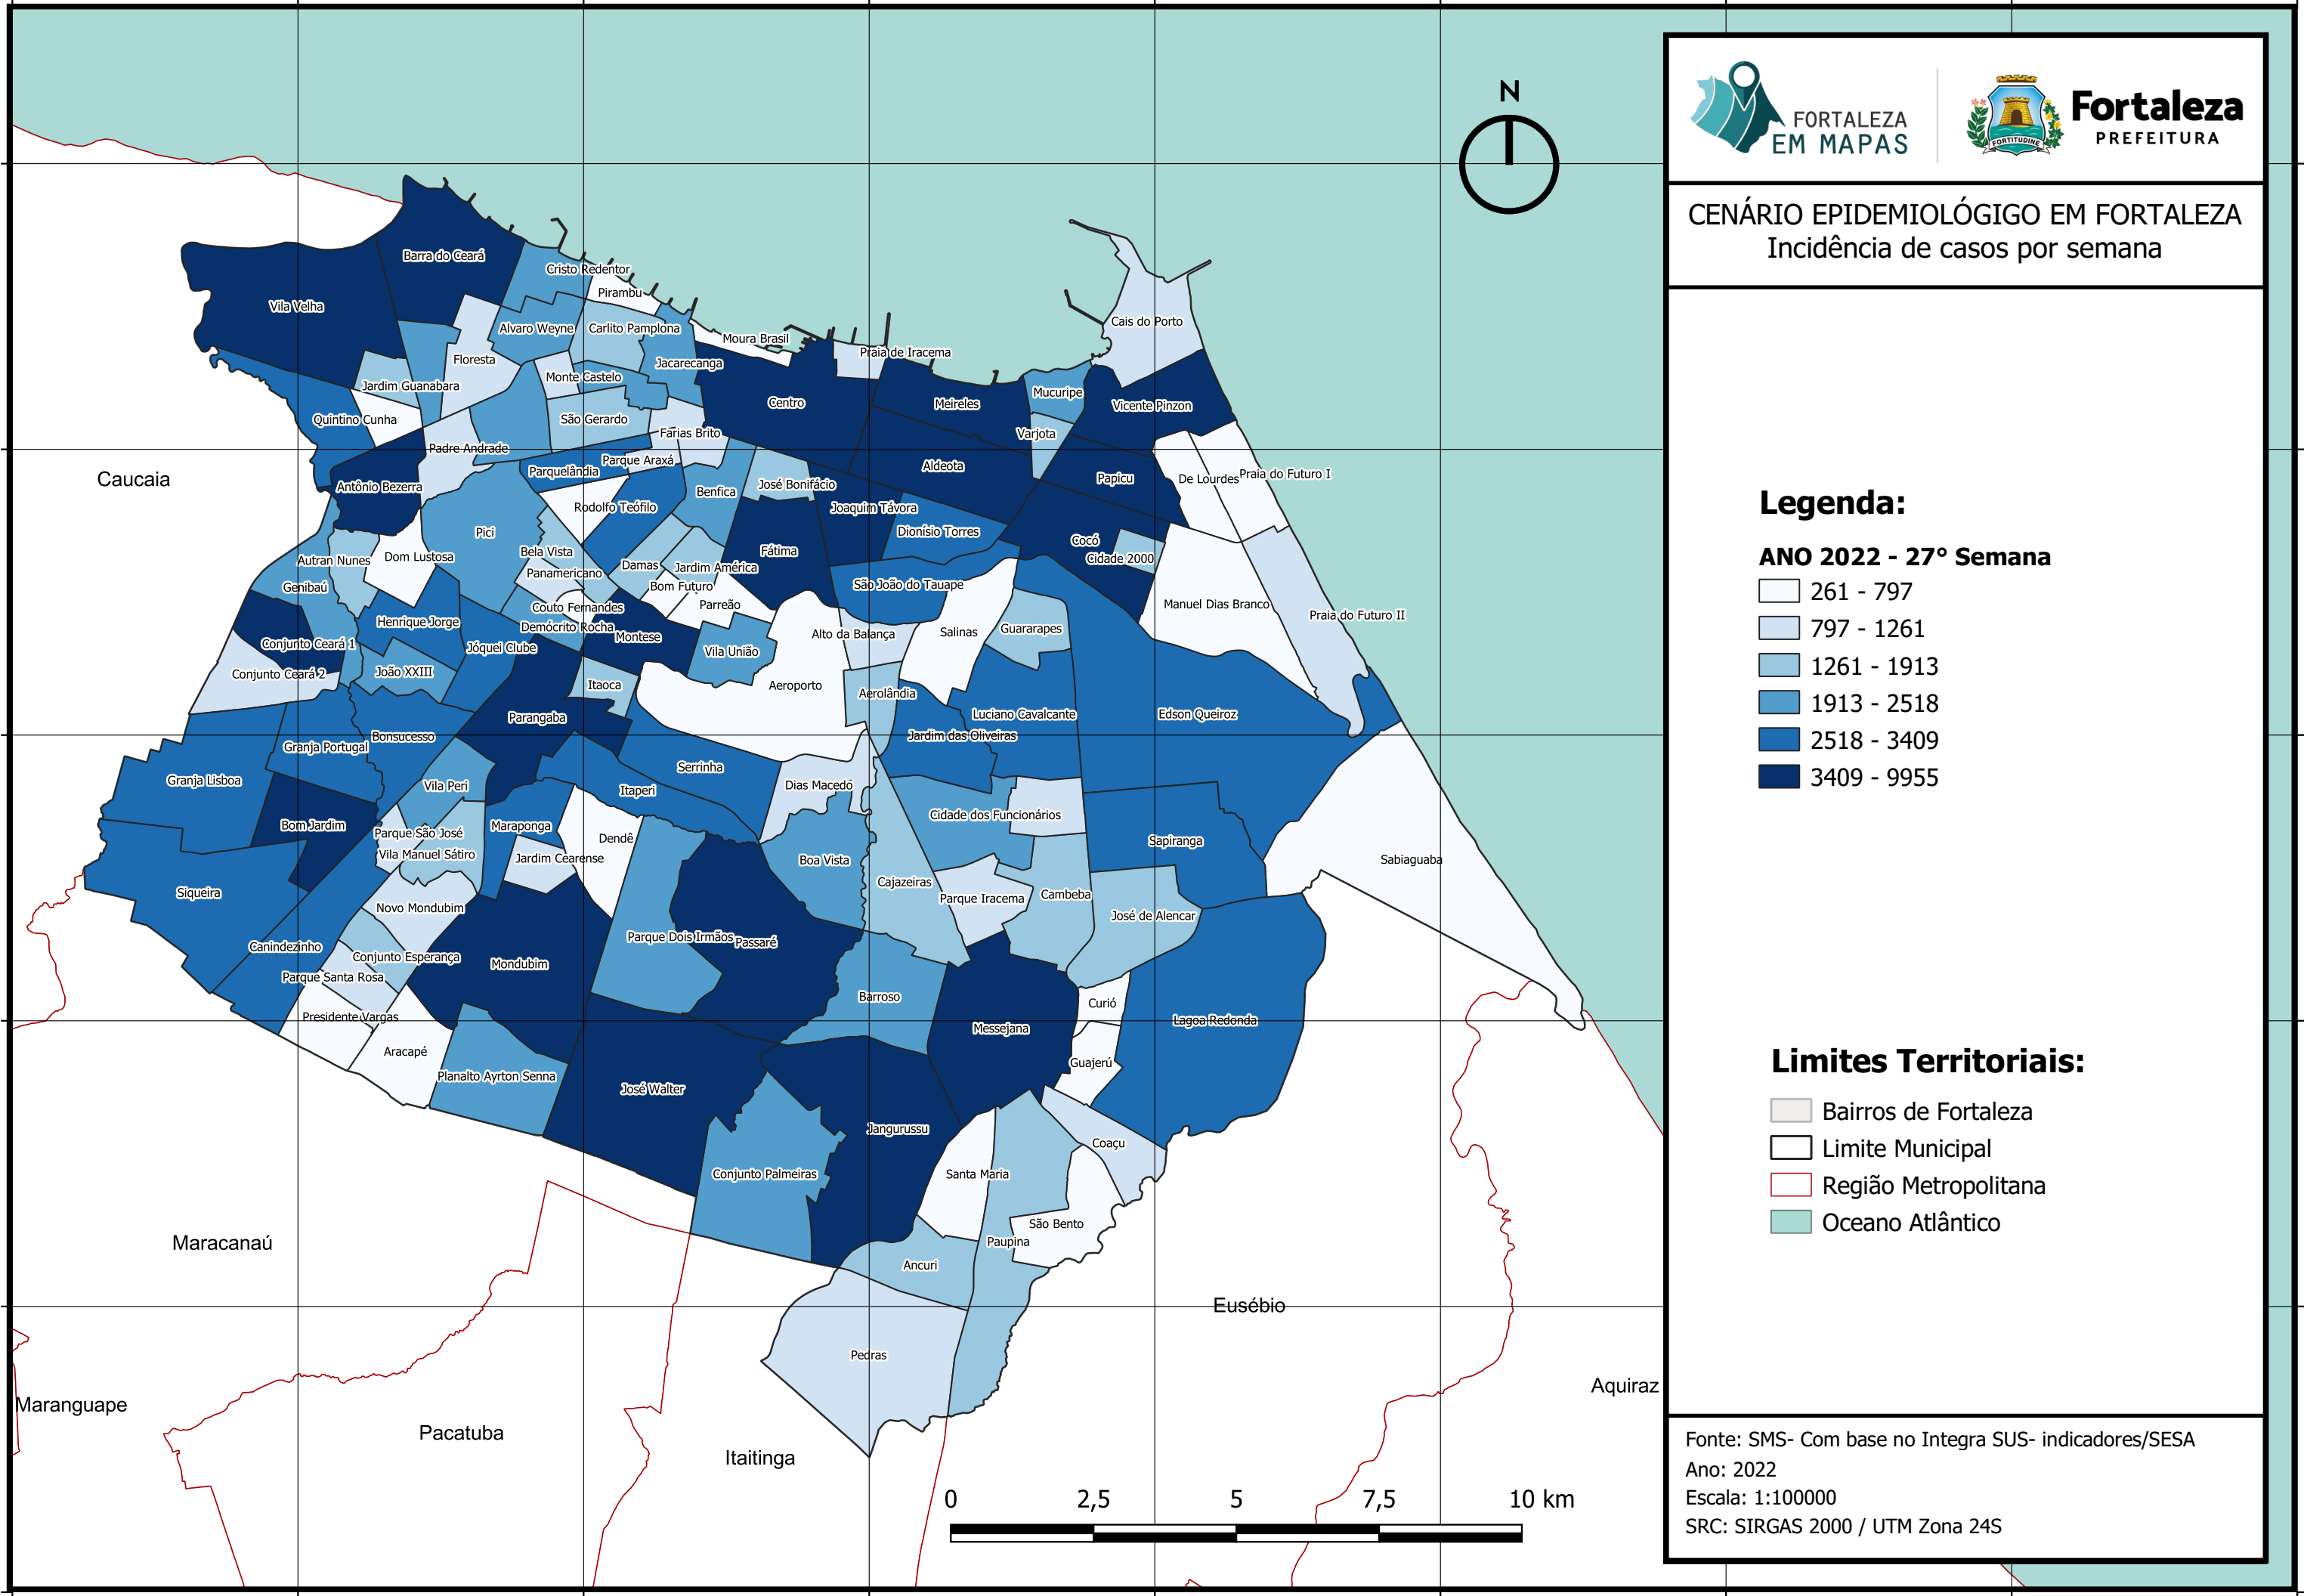 N
FORTALEZA
EM MAPAS
FORTITUDINE
Fortaleza
PREFEITURA
CENÁRIO EPIDEMIOLÓGIGO EM FORTALEZA
Incidência de casos por semana
Legenda:
ANO 2022 - 27° Semana
261 - 797
797 - 1261
1261 - 1913
1913 - 2518
2518 - 3409
3409 - 9955
Limites Territoriais:
Bairros de Fortaleza
Limite Municipal
Região Metropolitana
Oceano Atlântico
Fonte: SMS- Com base no Integra SUS- indicadores/SESA
Ano: 2022
Escala: 1:100000
SRC: SIRGAS 2000 / UTM Zona 24S
Barra do Ceará
Cristo Redentor
Pirambu
Vila Velha
Cais do Porto
Alvaro Weyne
Carlito Pamplona
Moura Brasil
Praia de Iracema
Floresta
Jacarecanga
Monte Castelo
Jardim Guanabara
Mucuripe
Centro
Meireles
Vicente Pinzon
Quintino Cunha
São Gerardo
Farias Brito
Varjota
Padre Andrade
Parque Araxá
Aldeota
Parquelândia
Papicu
De Lourdes
Praia do Futuro I
Caucaia
Antônio Bezerra
José Bonifácio
Benfica
Rodolfo Teófilo
Joaquim Távora
Pici
Dionísio Torres
Cocó
Bela Vista
Fátima
Dom Lustosa
Cidade 2000
Autran Nunes
Damas
Jardim América
Panamericano
Genibaú
Bom Futuro
São João do Tauape
Parreão
Couto Fernandes
Manuel Dias Branco
Praia do Futuro II
Henrique Jorge
Demócrito Rocha
Montese
Alto da Balança
Salinas
Guararapes
Conjunto Ceará 1
Jóquei Clube
Vila União
Conjunto Ceará 2
João XXIII
Itaoca
Aeroporto
Aerolândia
Parangaba
Luciano Cavalcante
Edson Queiroz
Bonsucesso
Jardim das Oliveiras
Granja Portugal
Serrinha
Granja Lisboa
Vila Peri
Itaperi
Dias Macedo
Cidade dos Funcionários
Bom Jardim
Maraponga
Parque São José
Dendê
Sapiranga
Vila Manuel Sátiro
Jardim Cearense
Boa Vista
Sabiaguaba
Siqueira
Cajazeiras
Parque Iracema
Cambeba
Novo Mondubim
José de Alencar
Parque Dois Irmãos
Passaré
Canindezinho
Conjunto Esperança
Mondubim
Parque Santa Rosa
Barroso
Curió
Presidente Vargas
Messejana
Lagoa Redonda
Aracapé
Guajerú
Planalto Ayrton Senna
José Walter
Jangurussu
Coaçu
Conjunto Palmeiras
Santa Maria
São Bento
Maracanaú
Paupina
Ancuri
Eusébio
Pedras
Aquiraz
Maranguape
Pacatuba
Itaitinga
0 2,5 5 7,5 10 km